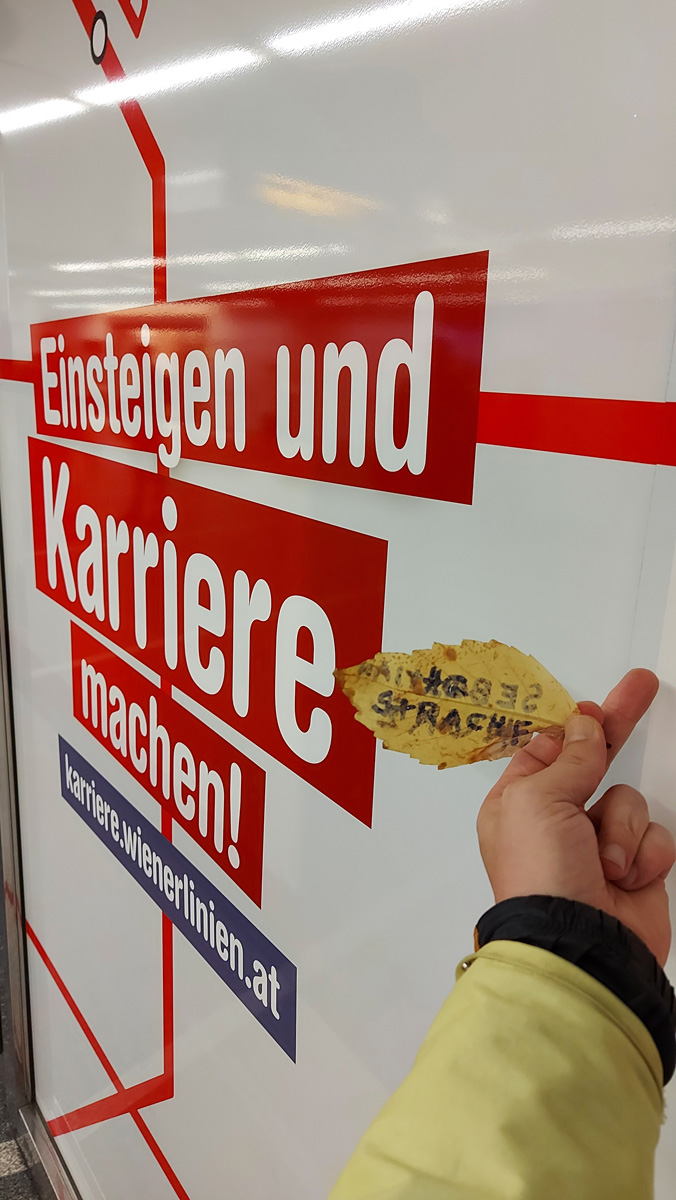 Einsteigen und
Karriere
machen!
karriere.wienerlinien.at
STRACHE